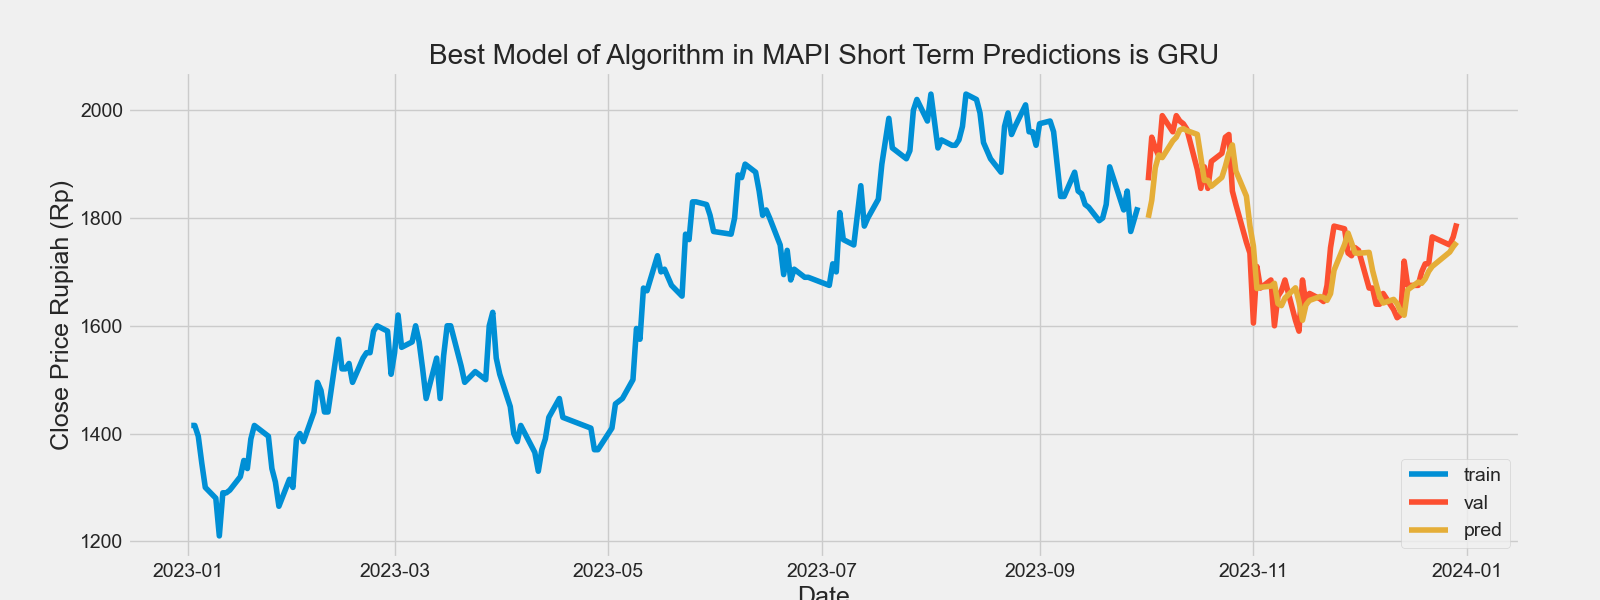 Best Model of Algorithm in MAPI Short Term Predictions is GRU
Close Price Rupiah (Rp)
2000
1800
1600
1400
1200
train
val
pred
2023-01 2023-03 2023-05 2023-07 2023-09 2023-11 2024-01
Date